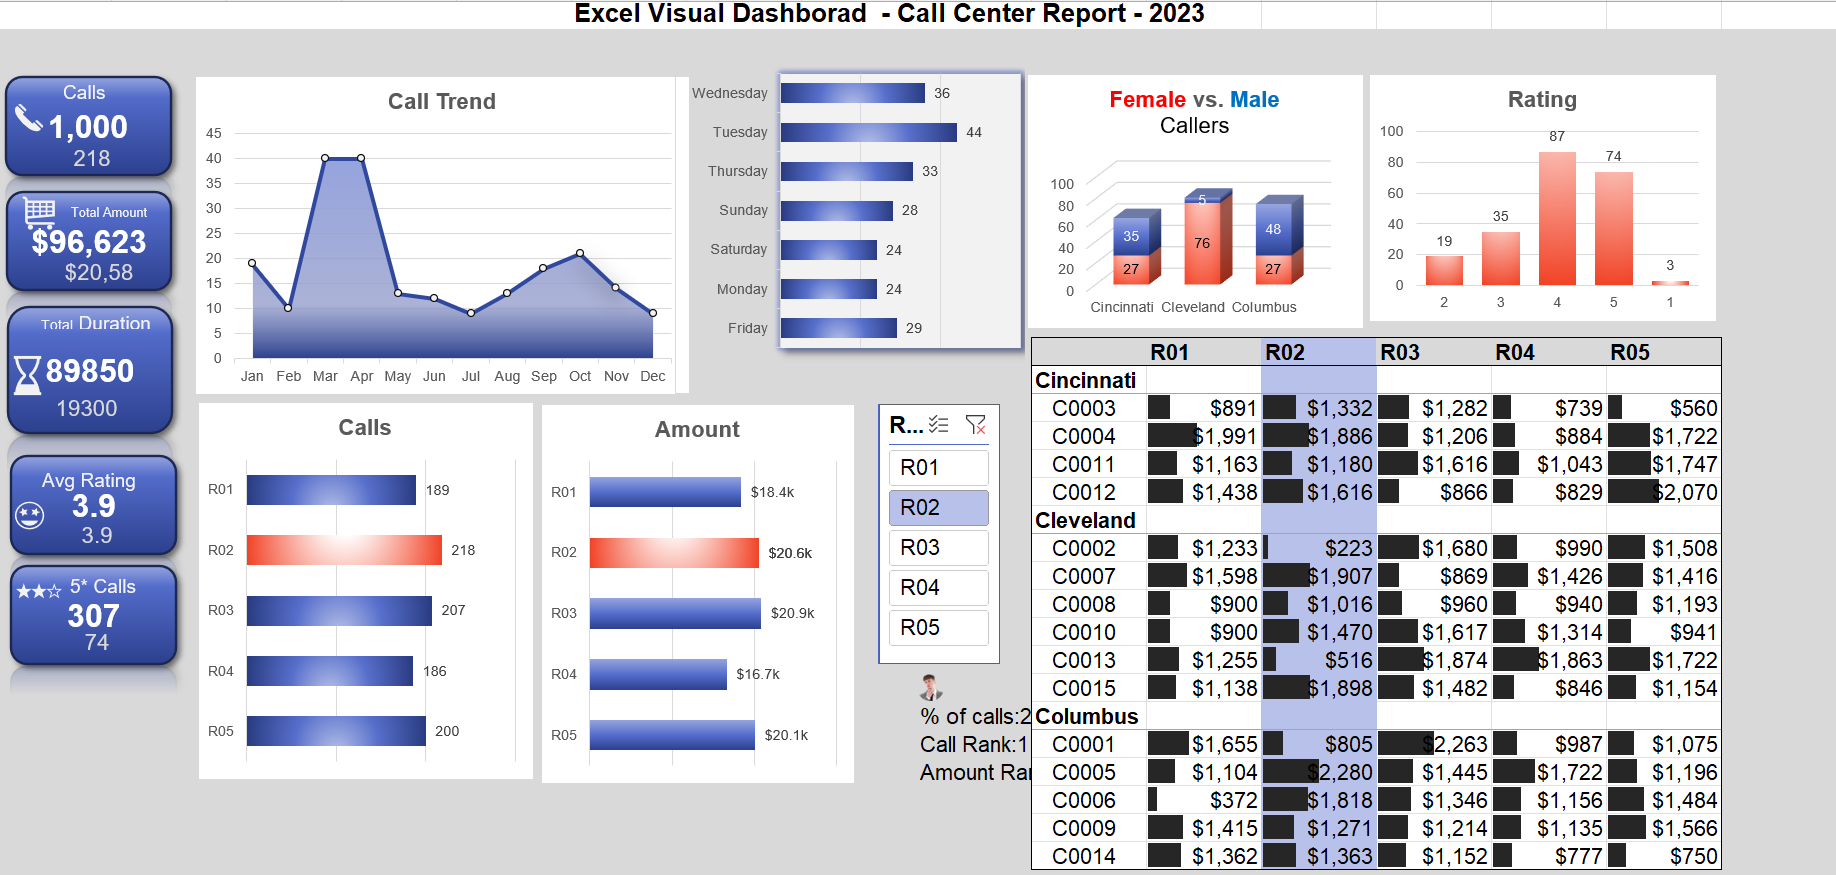 Excel Visual Dashborad - Call Center Report - 2023
Calls
1,000
218
Total Amount
$96,623
$20,58
Total Duration
89850
19300
Avg Rating
3.9
3.9
5* Calls
307
74
Call Trend
45
40
35
30
25
20
15
10
5
0
Jan Feb Mar Apr May Jun Jul Aug Sep Oct Nov Dec
Wednesday 36
Tuesday 44
Thursday 33
Sunday 28
Saturday 24
Monday 24
Friday 29
Female vs. Male
Callers
100
80
60
40
20
0
35 5 48
27 76 27
Cincinnati Cleveland Columbus
Rating
100
80
60
40
20
0
19 35 87 74 3
2 3 4 5 1
Calls
R01 189
R02 218
R03 207
R04 186
R05 200
Amount
R01 $18.4k
R02 $20.6k
R03 $20.9k
R04 $16.7k
R05 $20.1k
R...
R01
R02
R03
R04
R05
% of calls:2
Call Rank:1
Amount Ra
R01 R02 R03 R04 R05
Cincinnati
C0003 $891 $1,332 $1,282 $739 $560
C0004 $1,991 $1,886 $1,206 $884 $1,722
C0011 $1,163 $1,180 $1,616 $1,043 $1,747
C0012 $1,438 $1,616 $866 $829 $2,070
Cleveland
C0002 $1,233 $223 $1,680 $990 $1,508
C0007 $1,598 $1,907 $869 $1,426 $1,416
C0008 $900 $1,016 $960 $940 $1,193
C0010 $900 $1,470 $1,617 $1,314 $941
C0013 $1,255 $516 $1,874 $1,863 $1,722
C0015 $1,138 $1,898 $1,482 $846 $1,154
Columbus
C0001 $1,655 $805 $2,263 $987 $1,075
C0005 $1,104 $2,280 $1,445 $1,722 $1,196
C0006 $372 $1,818 $1,346 $1,156 $1,484
C0009 $1,415 $1,271 $1,214 $1,135 $1,566
C0014 $1,362 $1,363 $1,152 $777 $750